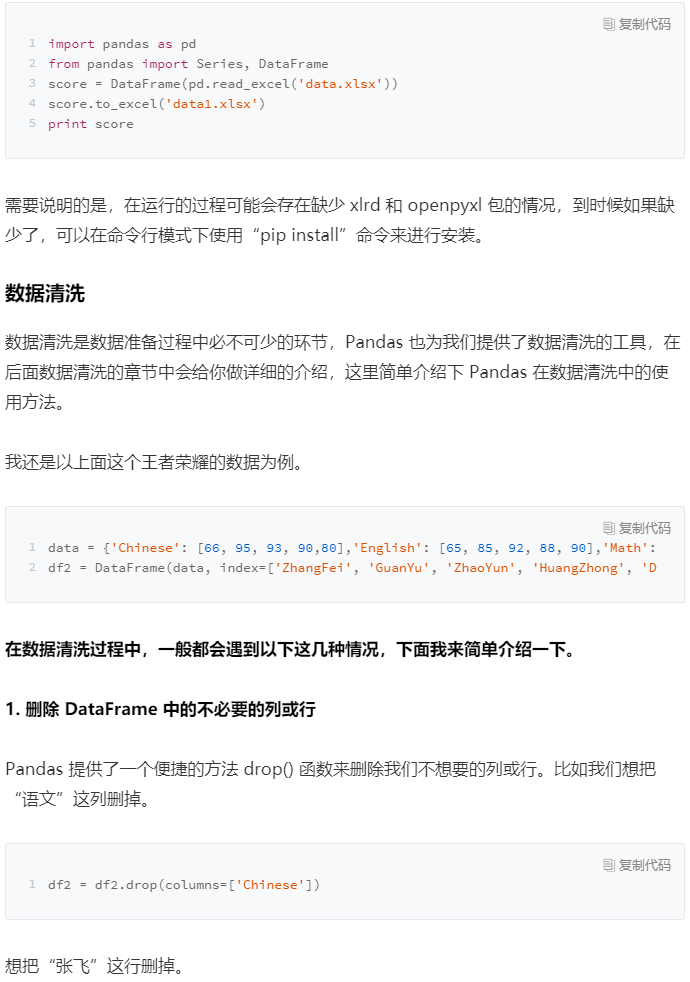 复制代码
1 import pandas as pd
2 from pandas import Series, DataFrame
3 score = DataFrame(pd.read_excel('data.xlsx'))
4 score.to_excel('data1.xlsx')
5 print score
需要说明的是，在运行的过程可能会存在缺少 xlrd 和 openpyxl 包的情况，到时候如果缺
少了，可以在命令行模式下使用“pip install”命令来进行安装。
数据清洗
数据清洗是数据准备过程中必不可少的环节，Pandas 也为我们提供了数据清洗的工具，在
后面数据清洗的章节中会给你做详细的介绍，这里简单介绍下 Pandas 在数据清洗中的使
用方法。
我还是以上面这个王者荣耀的数据为例。
复制代码
1 data = {'Chinese': [66, 95, 93, 90,80],'English': [65, 85, 92, 88, 90],'Math':
2 df2 = DataFrame(data, index=['ZhangFei', 'GuanYu', 'ZhaoYun', 'HuangZhong', 'D
在数据清洗过程中，一般都会遇到以下这几种情况，下面我来简单介绍一下。
1. 删除 DataFrame 中的不必要的列或行
Pandas 提供了一个便捷的方法 drop() 函数来删除我们不想要的列或行。比如我们想把
“语文”这列删掉。
复制代码
1 df2 = df2.drop(columns=['Chinese'])
想把“张飞”这行删掉。